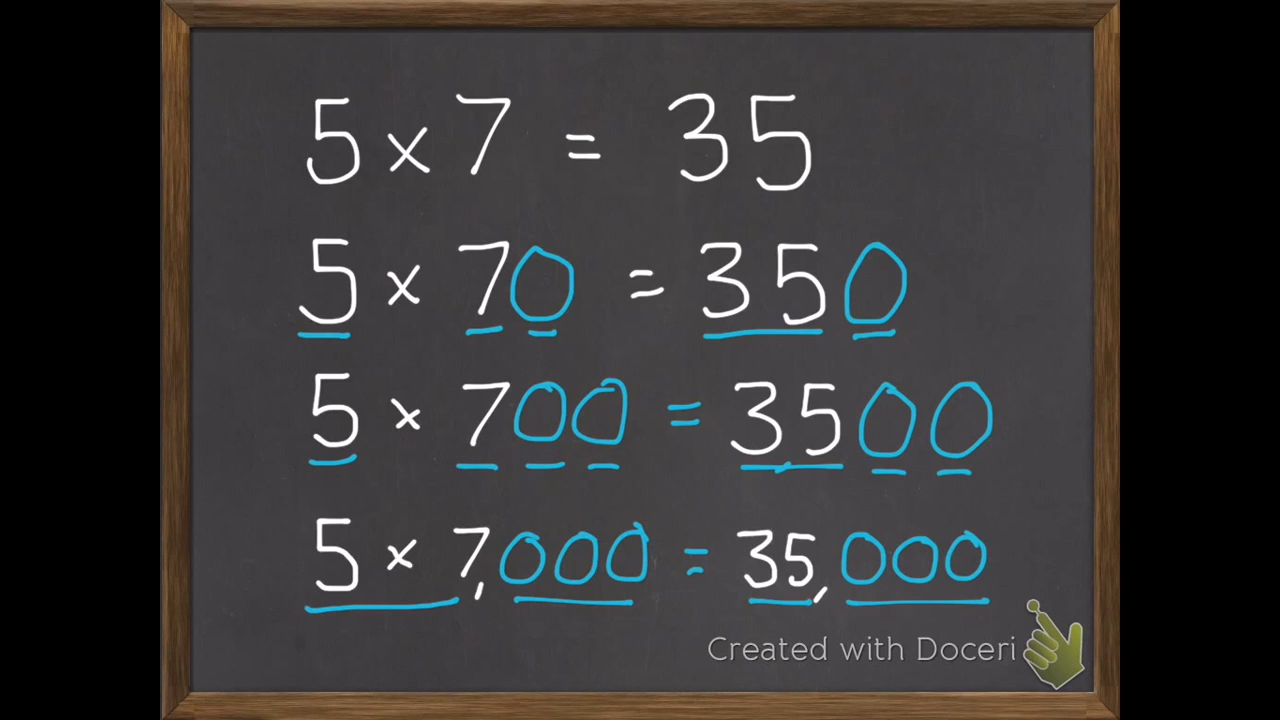 5 × 7 = 35
5 × 70 = 350
5 × 700 = 3500
5 × 7,000 = 35,000
Created with Doceri